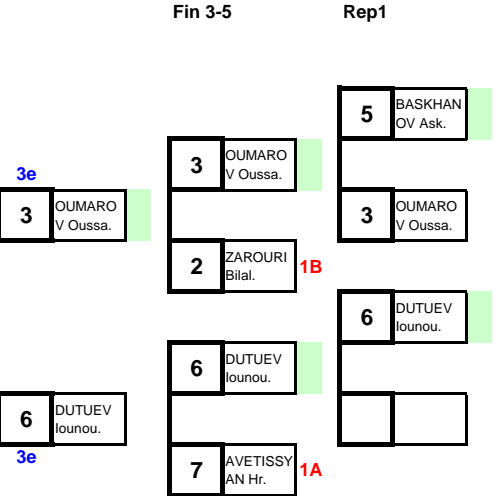 Fin 3-5
Rep1
5
BASKHAN
OV Ask.
3
OUMARO
V Oussa.
3e
3
OUMARO
V Oussa.
3
OUMARO
V Oussa.
2
ZAROURI
Bilal.
1B
6
DUTUEV
Iounou.
6
DUTUEV
Iounou.
6
DUTUEV
Iounou.
3e
7
AVETISSY
AN Hr.
1A